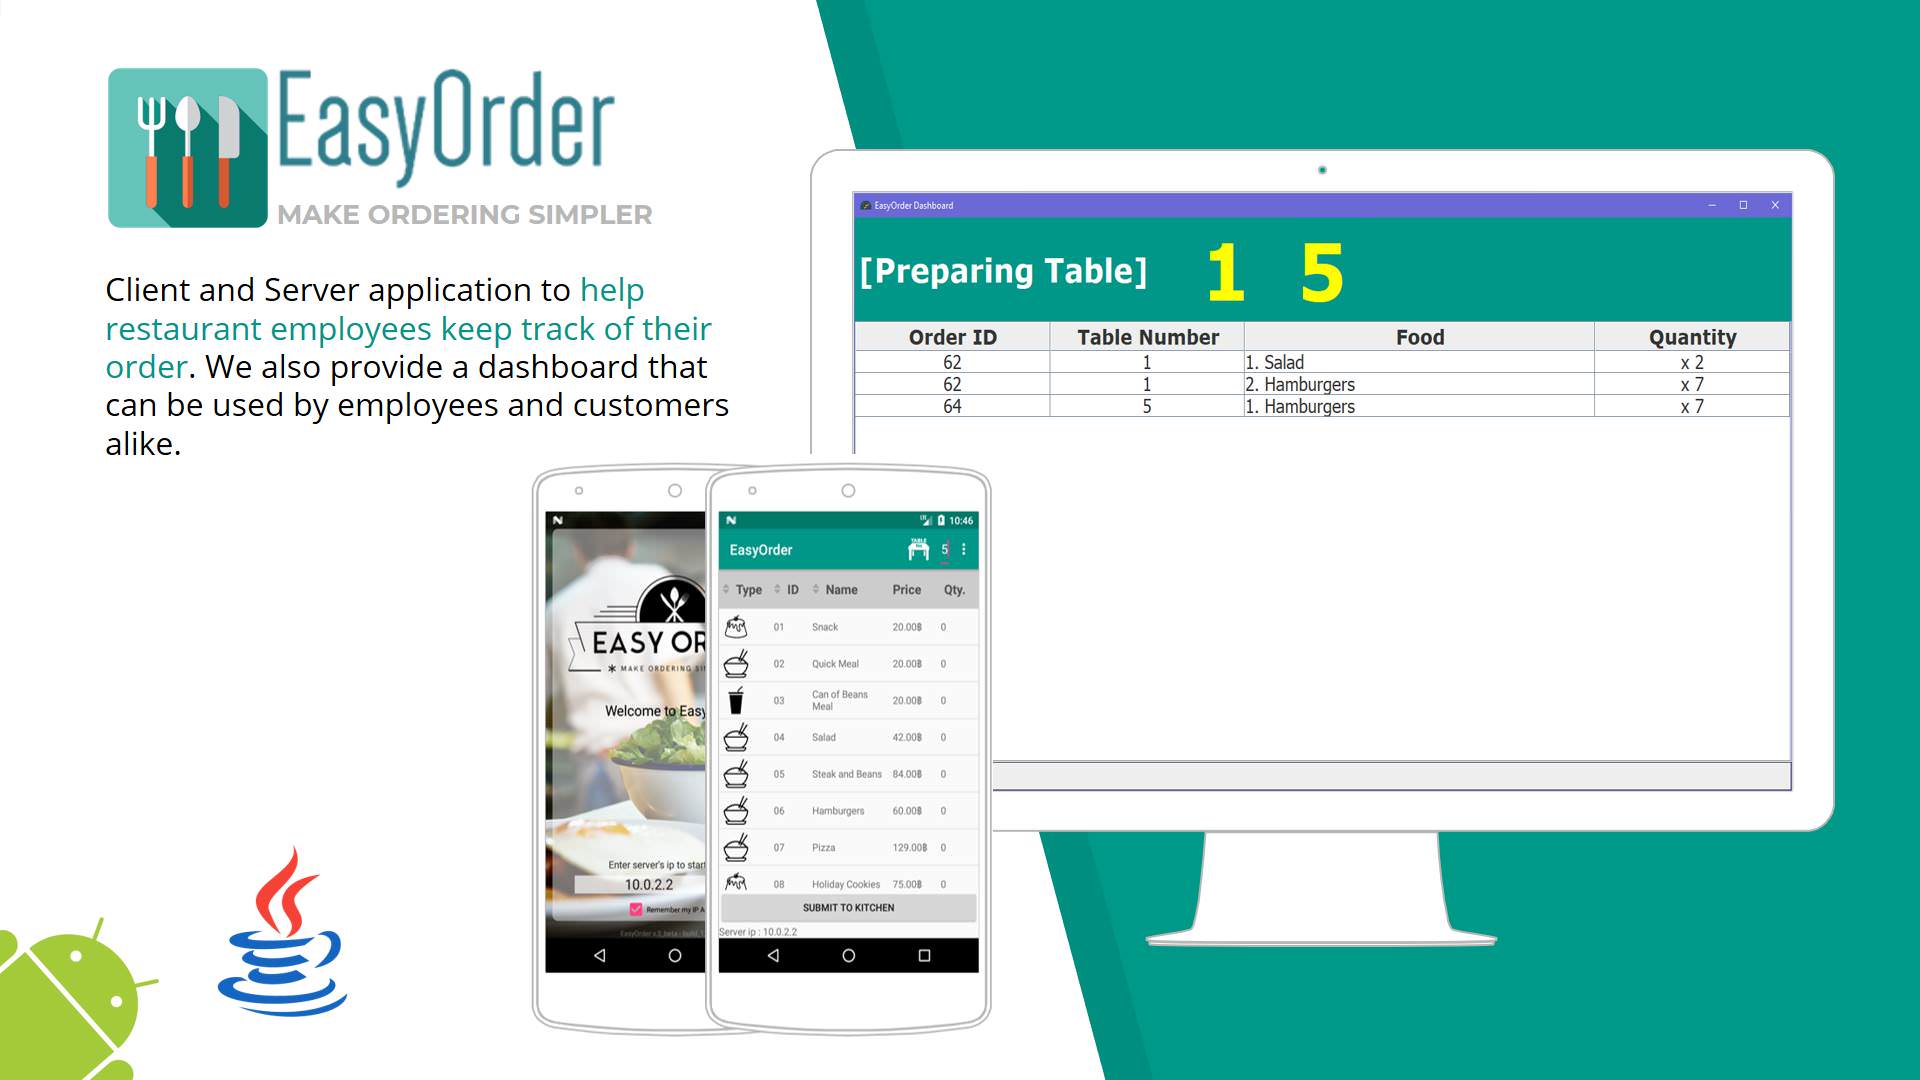 EasyOrder
MAKE ORDERING SIMPLER
Client and Server application to help
restaurant employees keep track of their
order. We also provide a dashboard that
can be used by employees and customers
alike.
EasyOrder Dashboard
[Preparing Table] 1 5
Order ID Table Number Food Quantity
62 1 1. Salad x 2
62 1 2. Hamburgers x 7
64 5 1. Hamburgers x 7
EASY OR
MAKE ORDERING SI
Welcome to Easy
Enter server's ip to start
10.0.2.2
Remember my IP A
10:46
EasyOrder TABLE 5
Type ID Name Price Qty.
01 Snack 20.00฿ 0
02 Quick Meal 20.00฿ 0
03 Can of Beans Meal 20.00฿ 0
04 Salad 42.00฿ 0
05 Steak and Beans 84.00฿ 0
06 Hamburgers 60.00฿ 0
07 Pizza 129.00฿ 0
08 Holiday Cookies 75.00฿ 0
SUBMIT TO KITCHEN
Server ip : 10.0.2.2